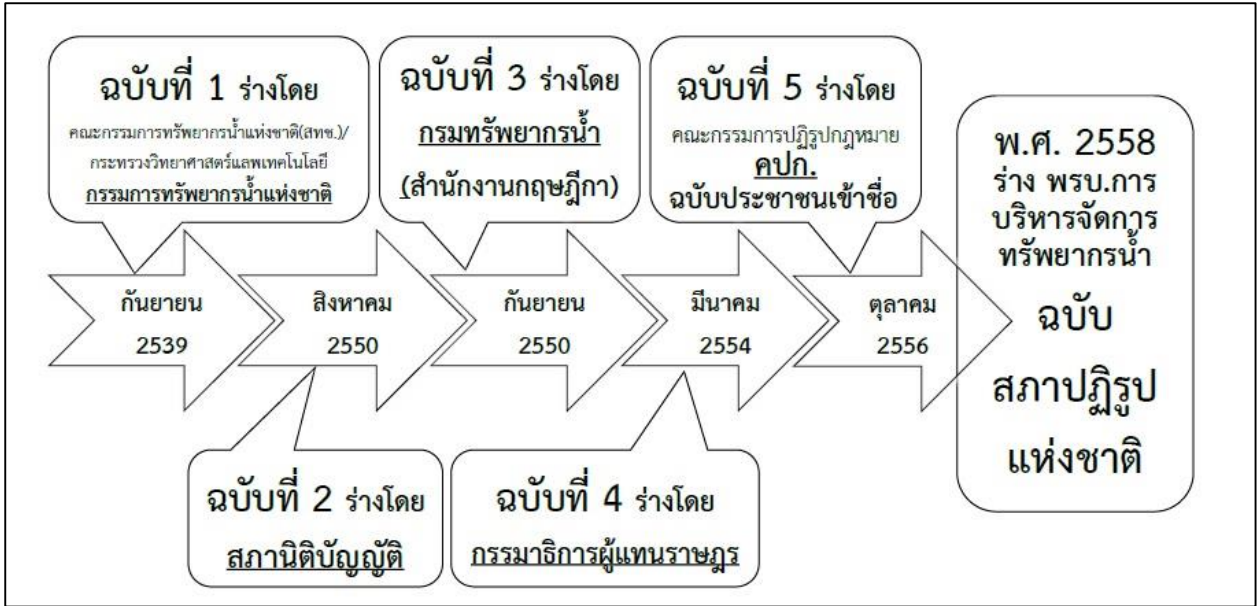 ฉบับที่ 1 ร่างโดย
คณะกรรมการทรัพยากรน้ำแห่งชาติ(สทช.)/
กระทรวงวิทยาศาสตร์แลพเทคโนโลยี
กรรมการทรัพยากรน้ำแห่งชาติ
ฉบับที่ 3 ร่างโดย
กรมทรัพยากรน้ำ
(สำนักงานกฤษฎีกา)
ฉบับที่ 5 ร่างโดย
คณะกรรมการปฏิรูปกฎหมาย
คปก.
ฉบับประชาชนเข้าชื่อ
กันยายน
2539
สิงหาคม
2550
กันยายน
2550
มีนาคม
2554
ตุลาคม
2556
ฉบับที่ 2 ร่างโดย
สภานิติบัญญัติ
ฉบับที่ 4 ร่างโดย
กรรมาธิการผู้แทนราษฎร
พ.ศ. 2558
ร่าง พรบ.การ
บริหารจัดการ
ทรัพยากรน้ำ
ฉบับ
สภาปฏิรูป
แห่งชาติ